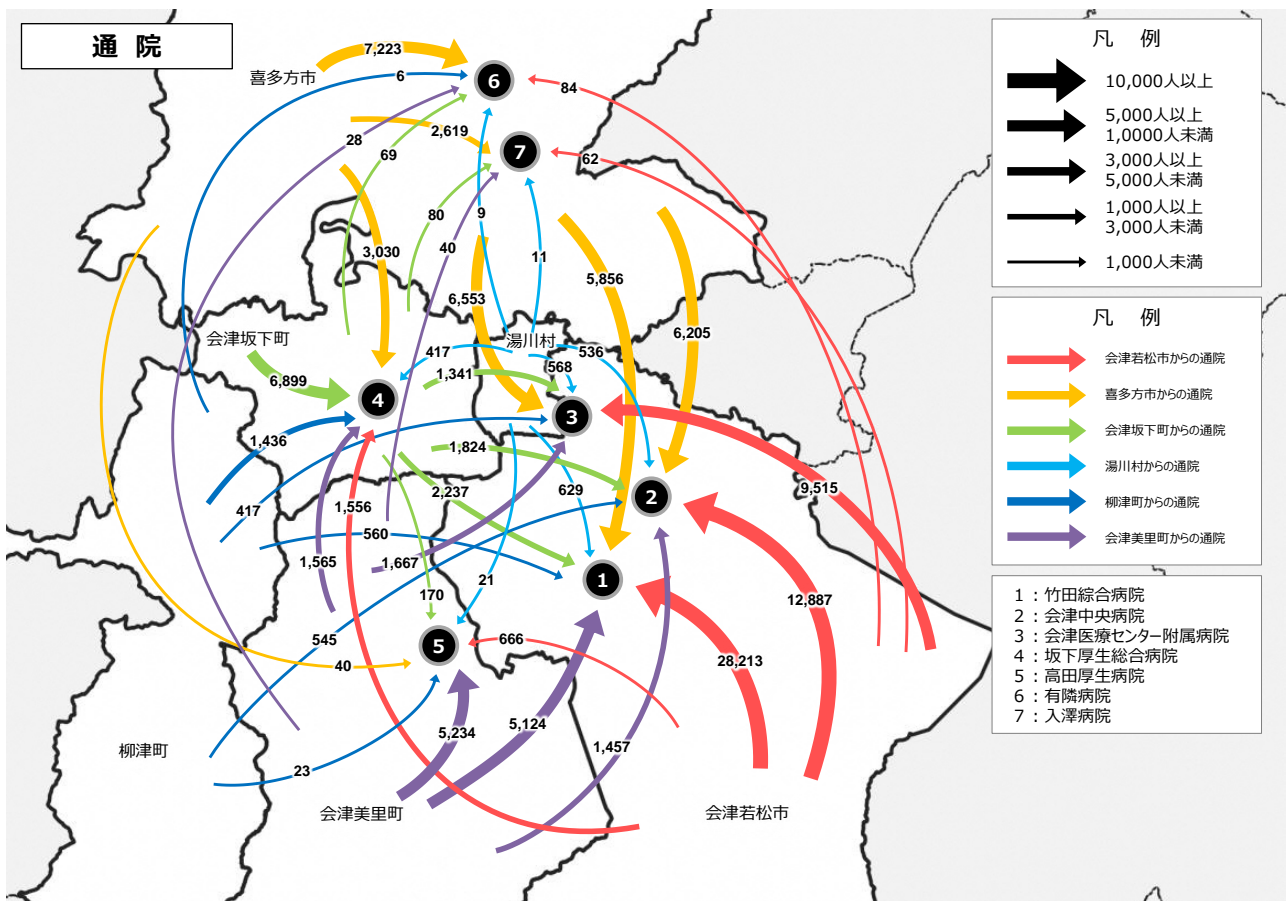 通 院
喜多方市
7,223
6
84
28
69
2,619
62
6
7
80
9
40
11
3,030
5,856
6,553
6,205
会津坂下町
湯川村
417
536
568
6,899
1,341
4
3
1,436
1,824
417
1,556
2,237
629
2
9,515
560
1,565
1,667
21
1
170
12,887
545
5
666
28,213
40
5,234
5,124
1,457
柳津町
23
会津美里町
会津若松市
凡 例
10,000人以上
5,000人以上
1,0000人未満
3,000人以上
5,000人未満
1,000人以上
3,000人未満
1,000人未満
凡 例
会津若松市からの通院
喜多方市からの通院
会津坂下町からの通院
湯川村からの通院
柳津町からの通院
会津美里町からの通院
1：竹田綜合病院
2：会津中央病院
3：会津医療センター附属病院
4：坂下厚生総合病院
5：高田厚生病院
6：有隣病院
7：入澤病院